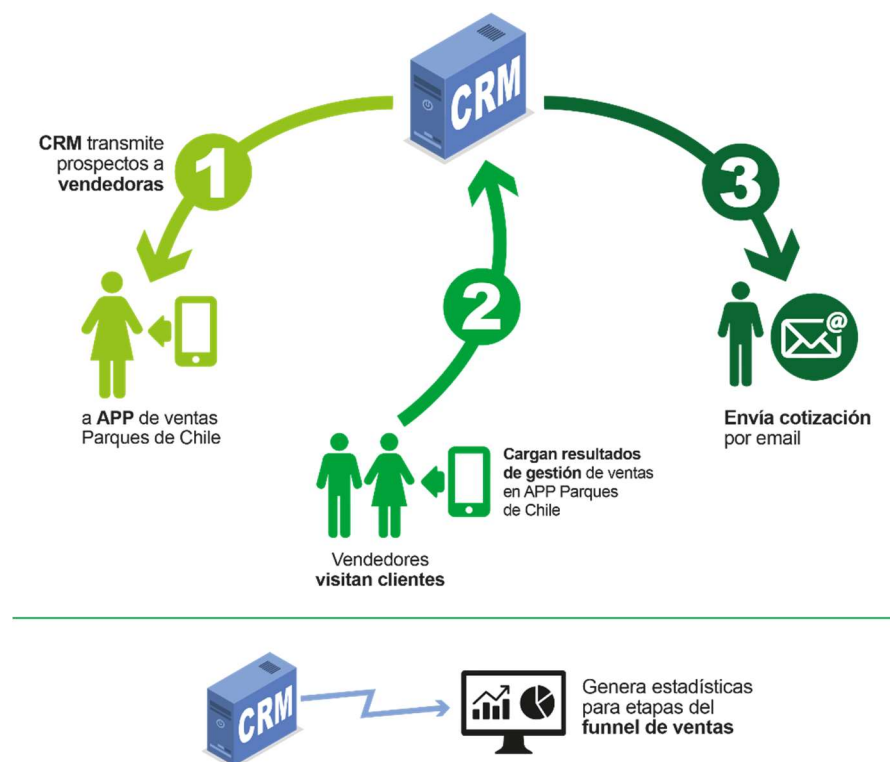 CRM
CRM transmite
prospectos a
vendedoras
1
a APP de ventas
Parques de Chile
2
Cargan resultados
de gestión de ventas
en APP Parques
de Chile
Vendedores
visitan clientes
3
@
Envía cotización
por email
CRM
Genera estadísticas
para etapas del
funnel de ventas